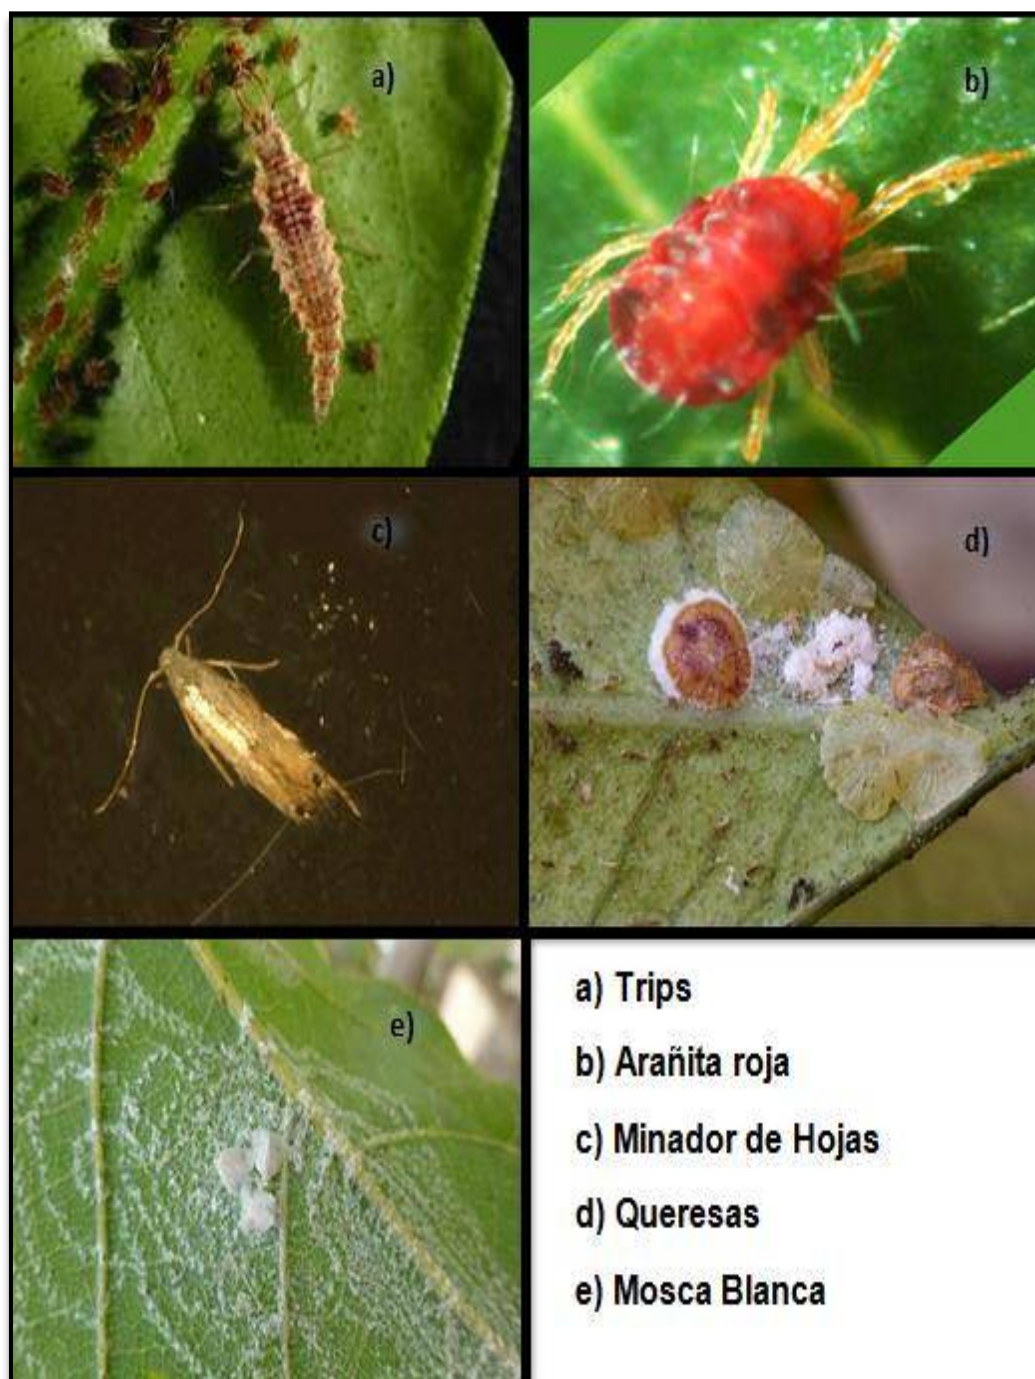 a)
b)
c)
d)
e)
a) Trips
b) Arañita roja
c) Minador de Hojas
d) Queresas
e) Mosca Blanca